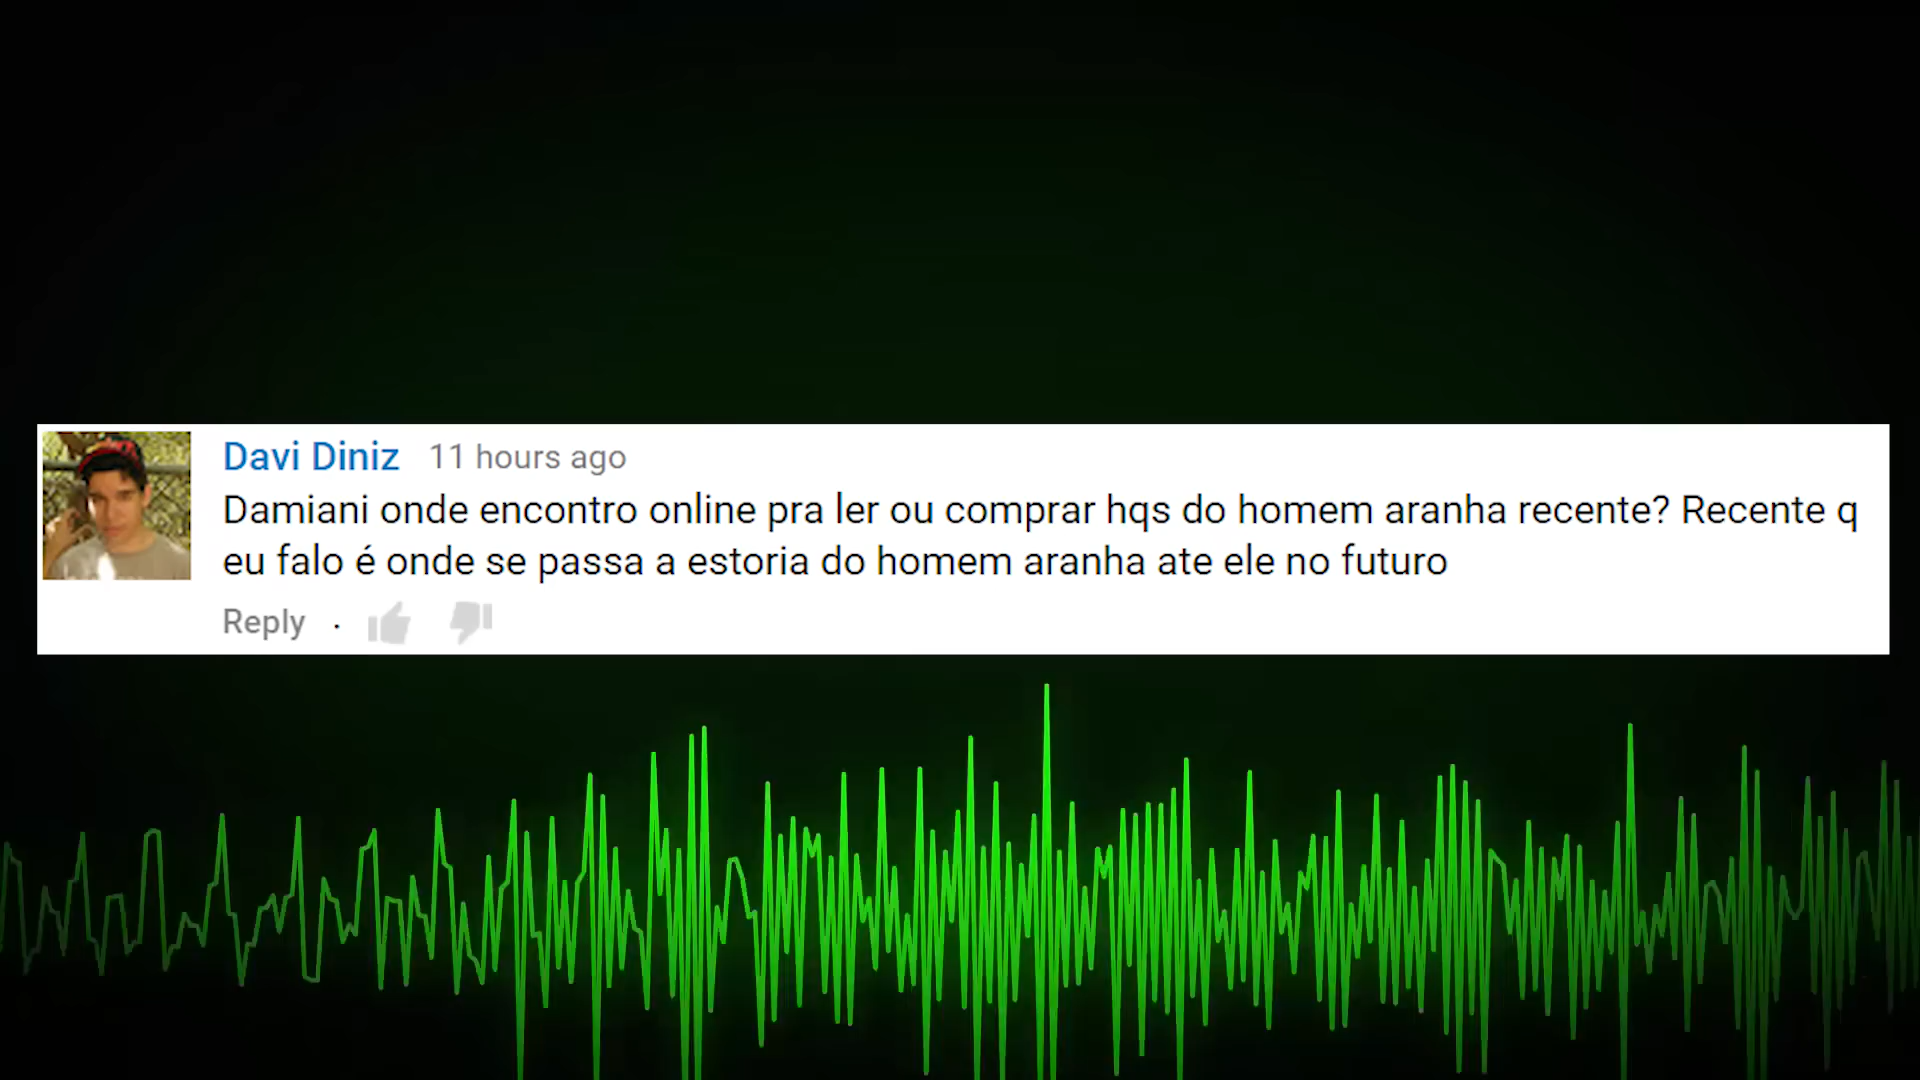 Davi Diniz 11 hours ago
Damiani onde encontro online pra ler ou comprar hqs do homem aranha recente? Recente q
eu falo é onde se passa a estoria do homem aranha ate ele no futuro
Reply ·